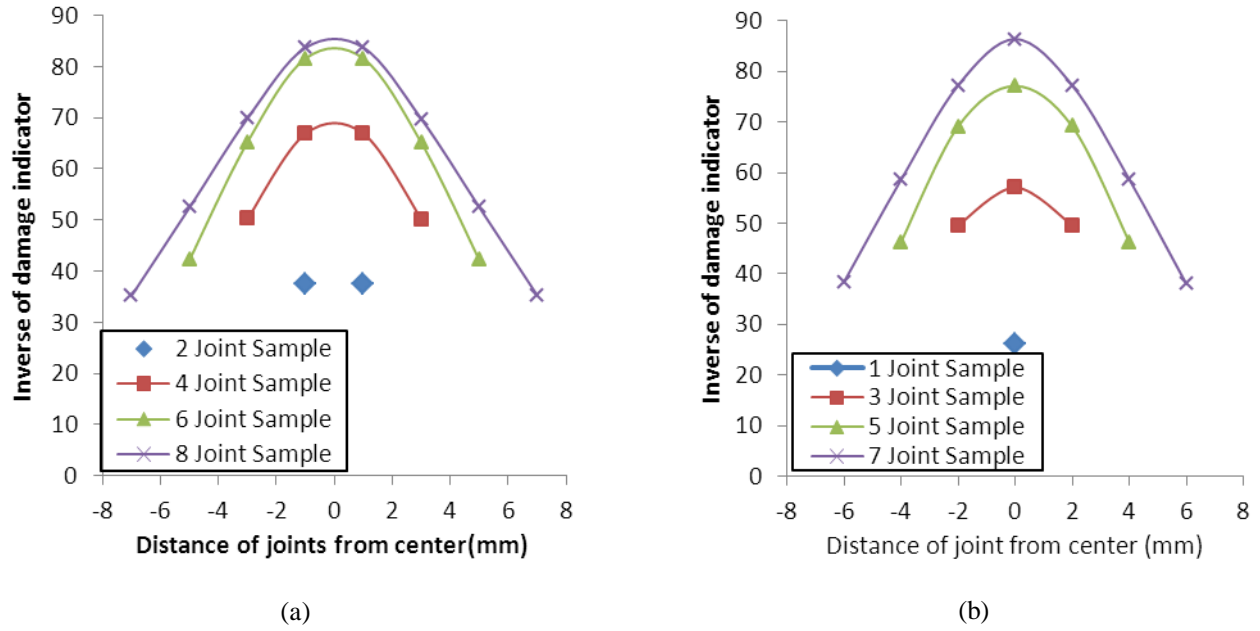 90
80
70
60
50
40
30
20
10
0
Inverse of damage indicator
2 Joint Sample
4 Joint Sample
6 Joint Sample
8 Joint Sample
-8 -6 -4 -2 0 2 4 6 8
Distance of joints from center(mm)
(a)
90
80
70
60
50
40
30
20
10
0
Inverse of damage indicator
1 Joint Sample
3 Joint Sample
5 Joint Sample
7 Joint Sample
-8 -6 -4 -2 0 2 4 6 8
Distance of joint from center (mm)
(b)